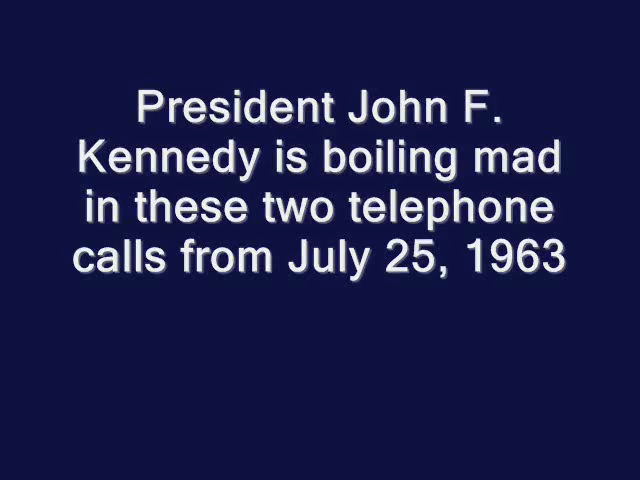 President John F.
Kennedy is boiling mad
in these two telephone
calls from July 25, 1963